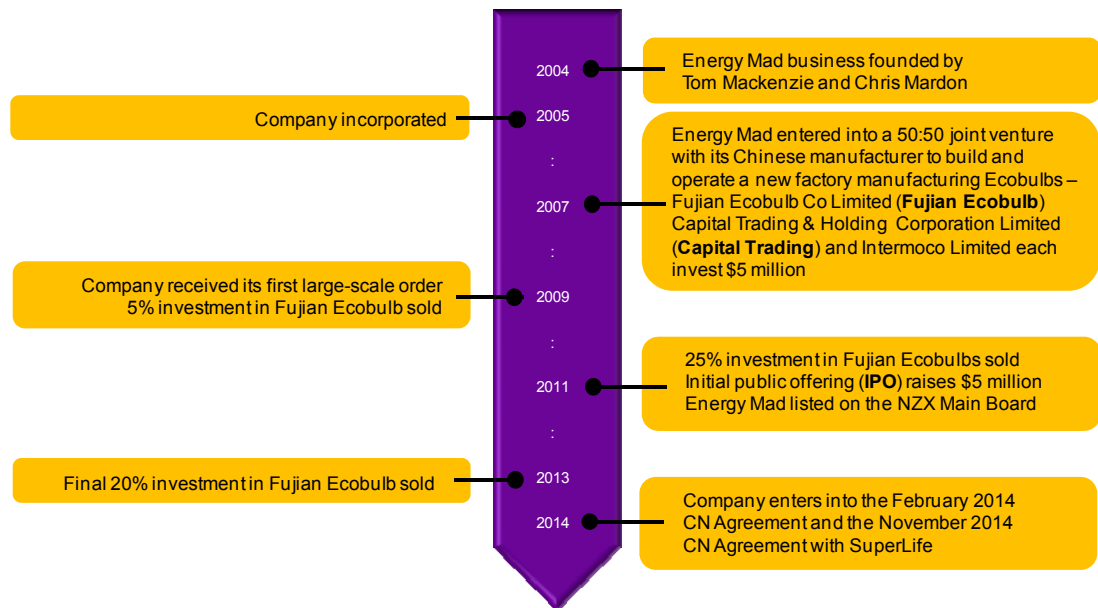 2004
Energy Mad business founded by
Tom Mackenzie and Chris Mardon
Company incorporated
2005
:
Energy Mad entered into a 50:50 joint venture
with its Chinese manufacturer to build and
operate a new factory manufacturing Ecobulbs –
Fujian Ecobulb Co Limited (Fujian Ecobulb)
Capital Trading & Holding Corporation Limited
(Capital Trading) and Intermoco Limited each
invest $5 million
2007
:
Company received its first large-scale order
5% investment in Fujian Ecobulb sold
2009
:
25% investment in Fujian Ecobulbs sold
Initial public offering (IPO) raises $5 million
Energy Mad listed on the NZX Main Board
2011
:
Final 20% investment in Fujian Ecobulb sold
2013
2014
Company enters into the February 2014
CN Agreement and the November 2014
CN Agreement with SuperLife